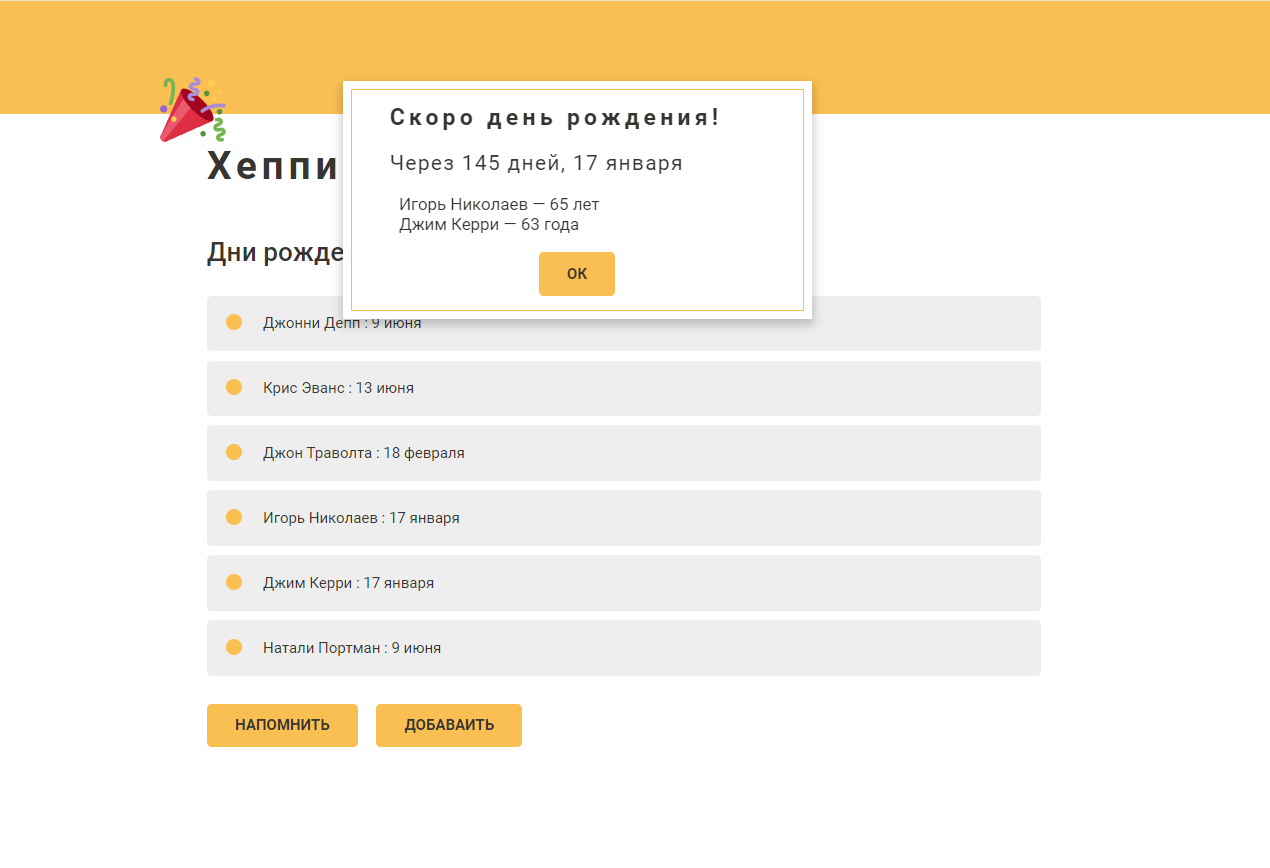 Скоро день рождения!
Через 145 дней, 17 января
Игорь Николаев — 65 лет
Джим Керри — 63 года
ОК
Хеппи
Дни рожде
Джонни Депп : 9 июня
Крис Эванс : 13 июня
Джон Траволта : 18 февраля
Игорь Николаев : 17 января
Джим Керри : 17 января
Натали Портман : 9 июня
НАПОМНИТЬ ДОБАВАИТЬ